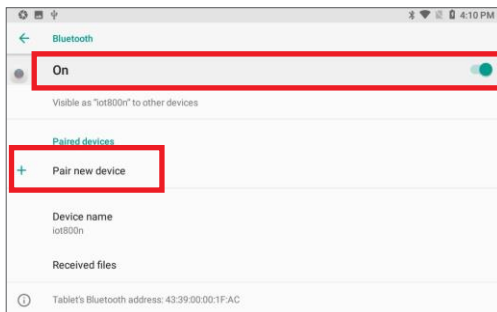 4:10 PM
Bluetooth
On
Visible as "iot800n" to other devices
Paired devices
+ Pair new device
Device name
iot800n
Received files
Tablet's Bluetooth address: 43:39:00:00:1F:AC